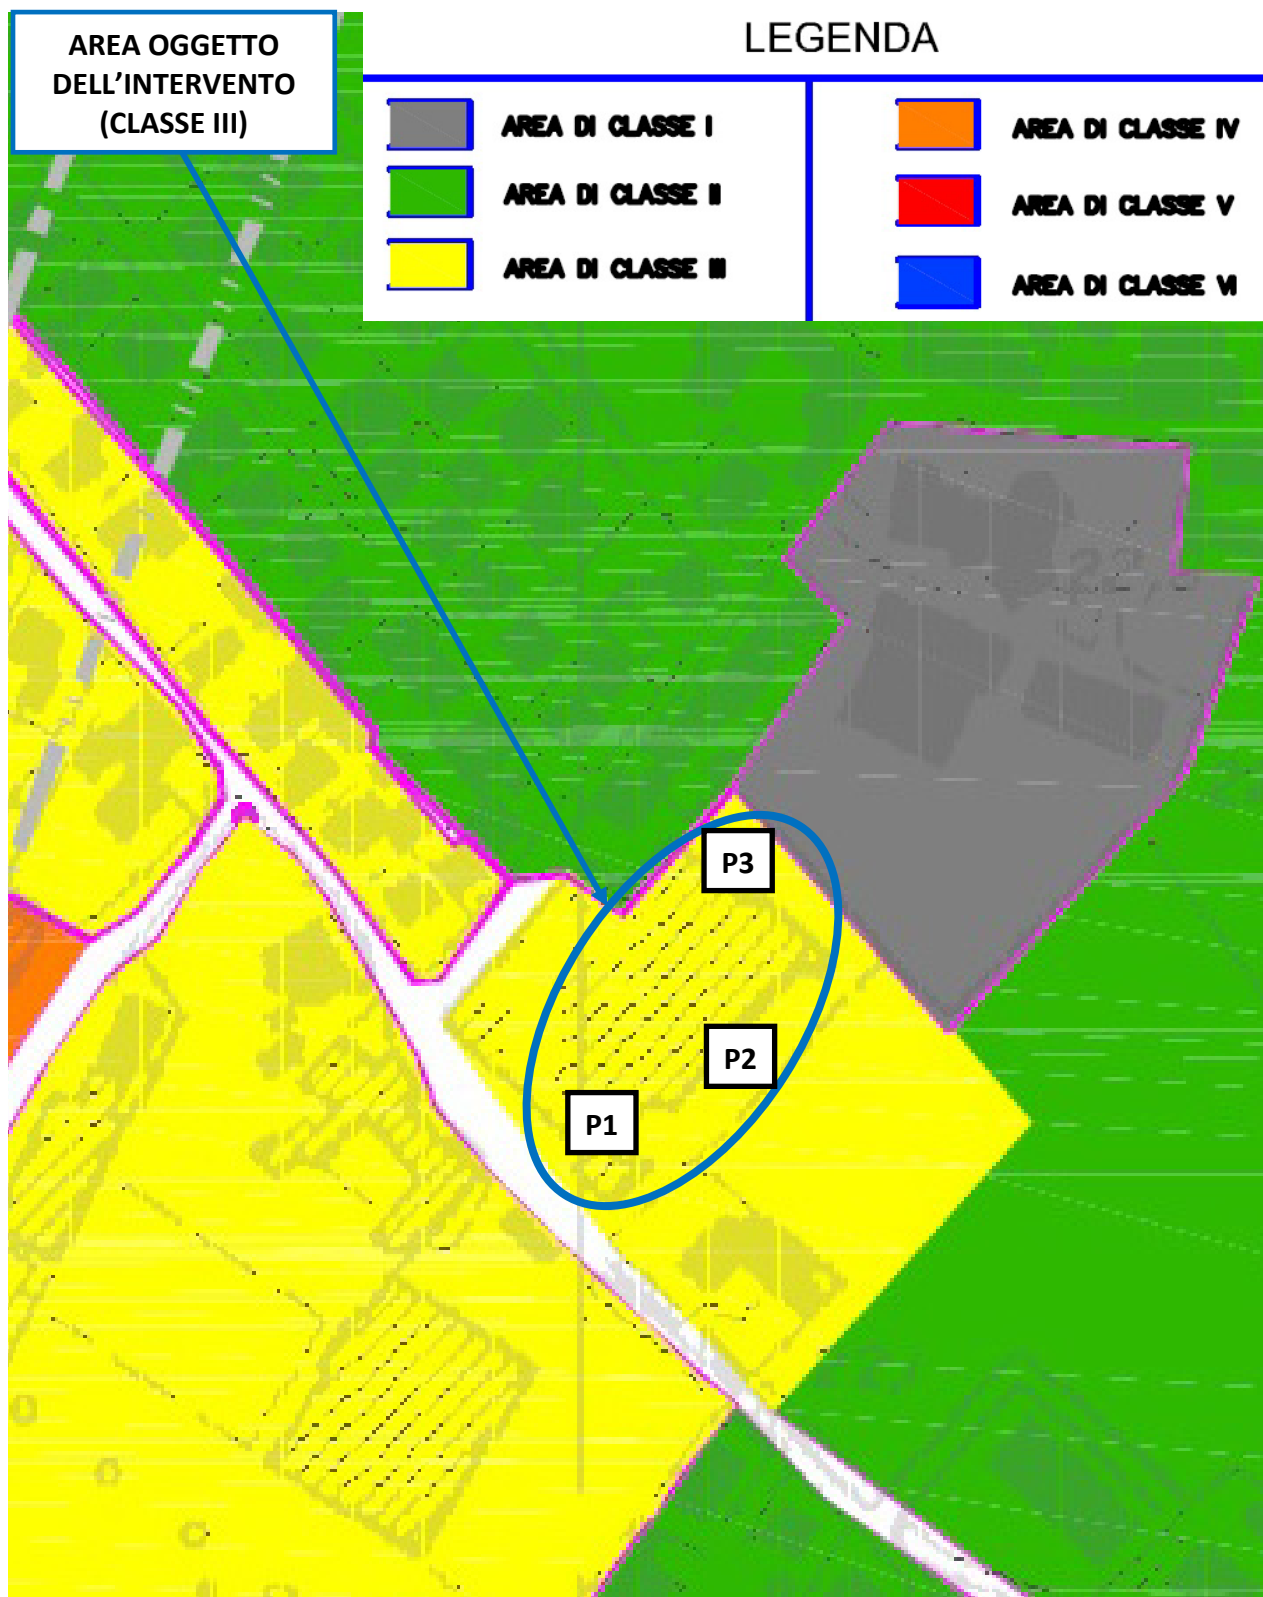 AREA OGGETTO
DELL’INTERVENTO
(CLASSE III)
LEGENDA
AREA DI CLASSE I
AREA DI CLASSE II
AREA DI CLASSE III
AREA DI CLASSE IV
AREA DI CLASSE V
AREA DI CLASSE VI
P3
P2
P1